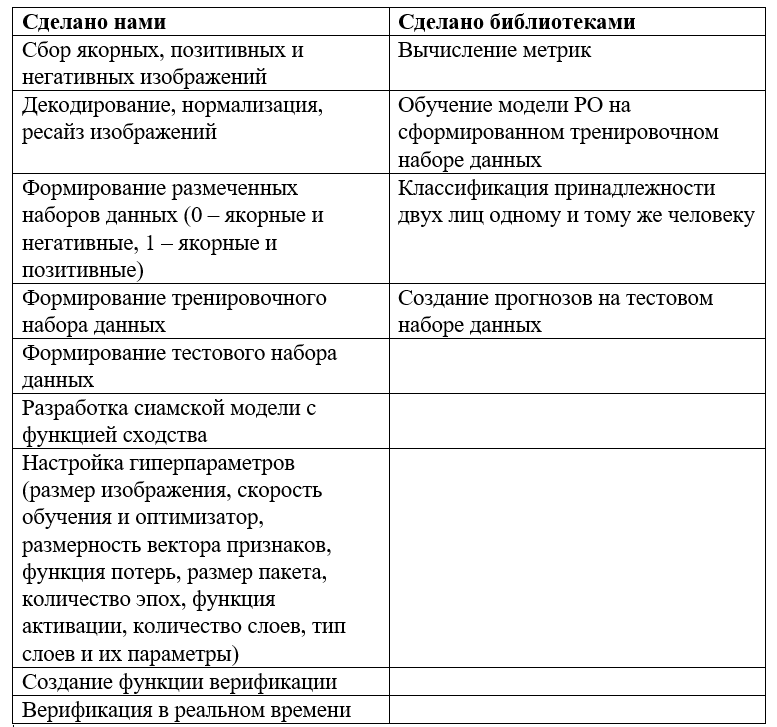 Сделано нами
Сделано библиотеками
Сбор якорных, позитивных и
негативных изображений
Вычисление метрик
Декодирование, нормализация,
ресайз изображений
Обучение модели РО на
сформированном тренировочном
наборе данных
Формирование размеченных
наборов данных (0 – якорные и
негативные, 1 – якорные и
позитивные)
Классификация принадлежности
двух лиц одному и тому же человеку
Формирование тренировочного
набора данных
Создание прогнозов на тестовом
наборе данных
Формирование тестового набора
данных
Разработка сиамской модели с
функцией сходства
Настройка гиперпараметров
(размер изображения, скорость
обучения и оптимизатор,
размерность вектора признаков,
функция потерь, размер пакета,
количество эпох, функция
активации, количество слоев, тип
слоев и их параметры)
Создание функции верификации
Верификация в реальном времени